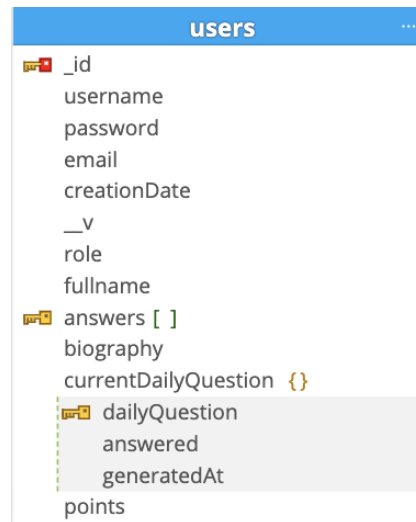 users
_id
username
password
email
creationDate
__v
role
fullname
answers [ ]
biography
currentDailyQuestion {}
dailyQuestion
answered
generatedAt
points